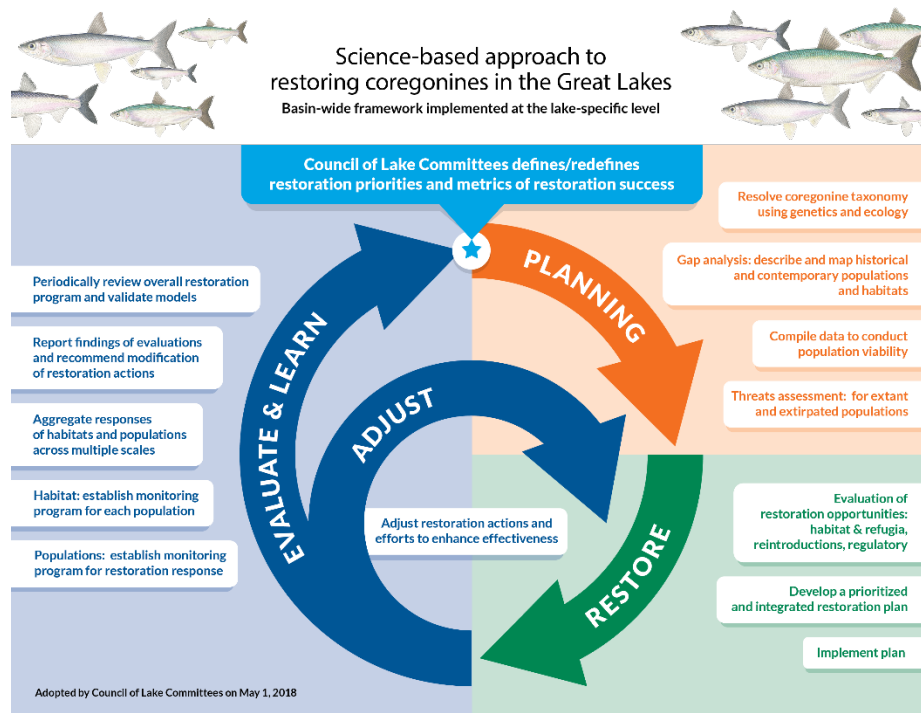 Science-based approach to
restoring coregonines in the Great Lakes
Basin-wide framework implemented at the lake-specific level
Council of Lake Committees defines/redefines
restoration priorities and metrics of restoration success
PLANNING
Resolve coregonine taxonomy
using genetics and ecology
Gap analysis: describe and map historical
and contemporary populations
and habitats
Compile data to conduct
population viability
Threats assessment: for extant
and extirpated populations
RESTORE
Evaluation of
restoration opportunities:
habitat & refugia,
reintroductions, regulatory
Develop a prioritized
and integrated restoration plan
Implement plan
EVALUATE & LEARN
Periodically review overall restoration
program and validate models
Report findings of evaluations
and recommend modification
of restoration actions
Aggregate responses
of habitats and populations
across multiple scales
Habitat: establish monitoring
program for each population
Populations: establish monitoring
program for restoration response
ADJUST
Adjust restoration actions and
efforts to enhance effectiveness
Adopted by Council of Lake Committees on May 1, 2018